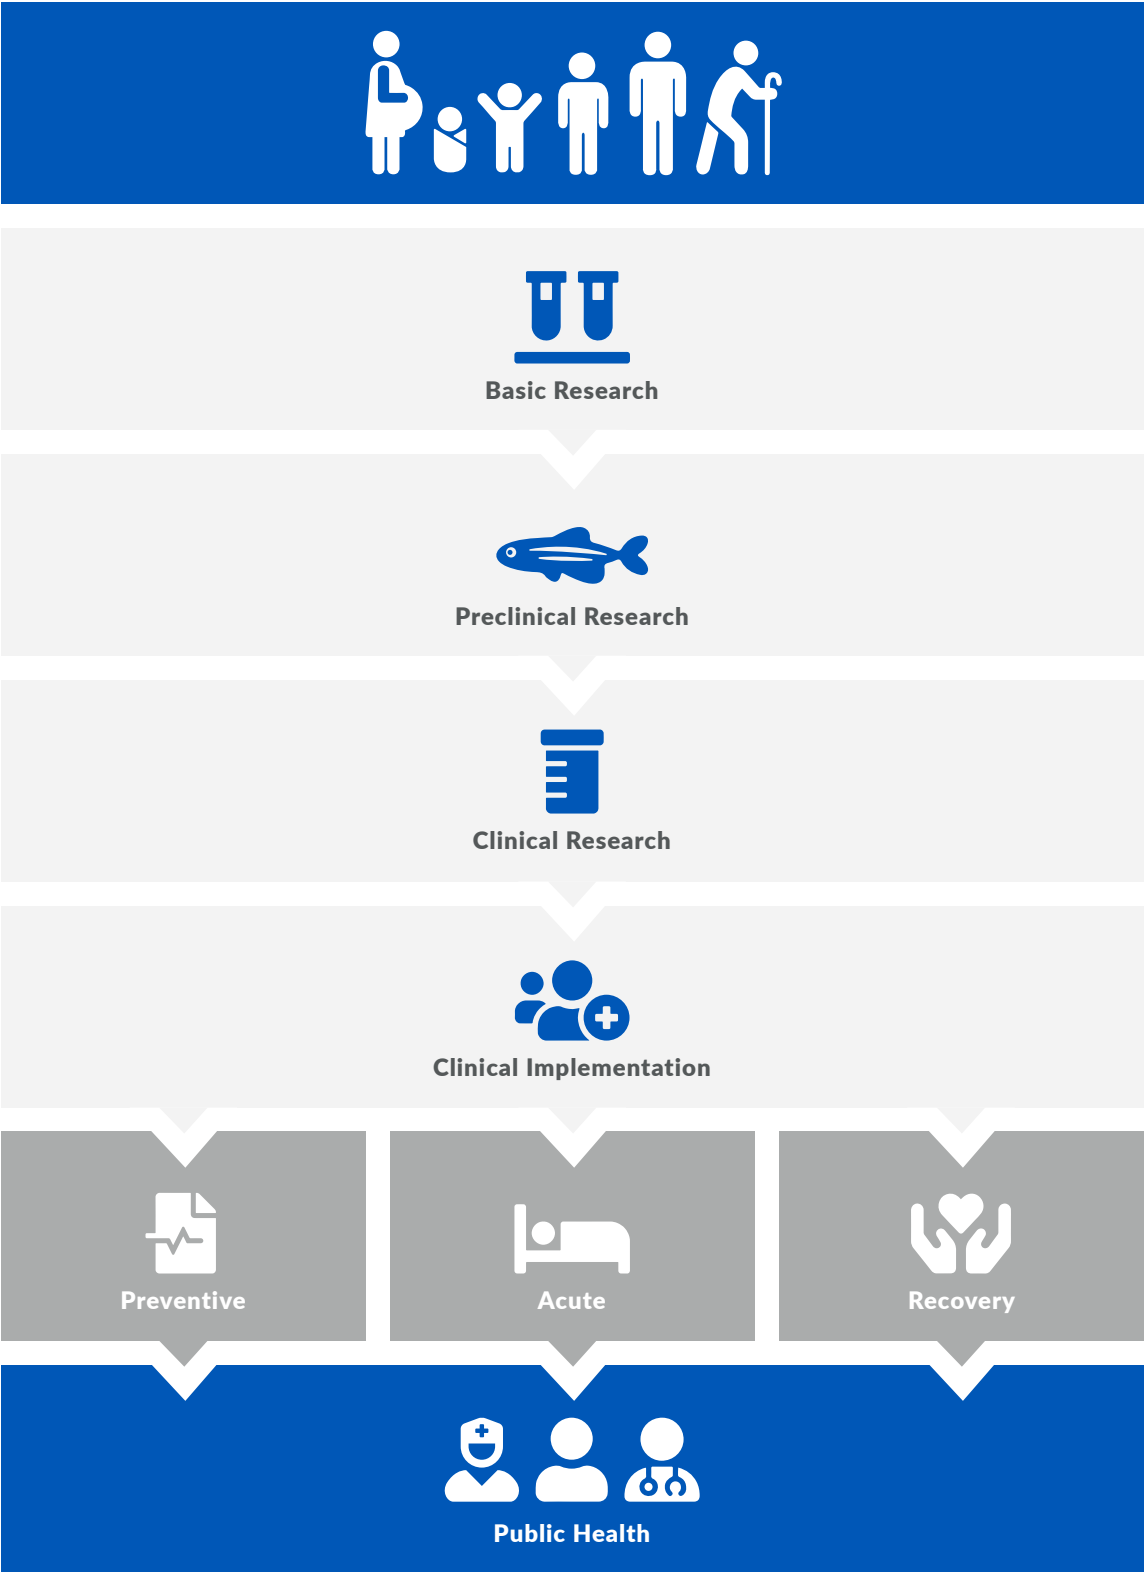 Basic Research
Preclinical Research
Clinical Research
Clinical Implementation
Preventive
Acute
Recovery
Public Health